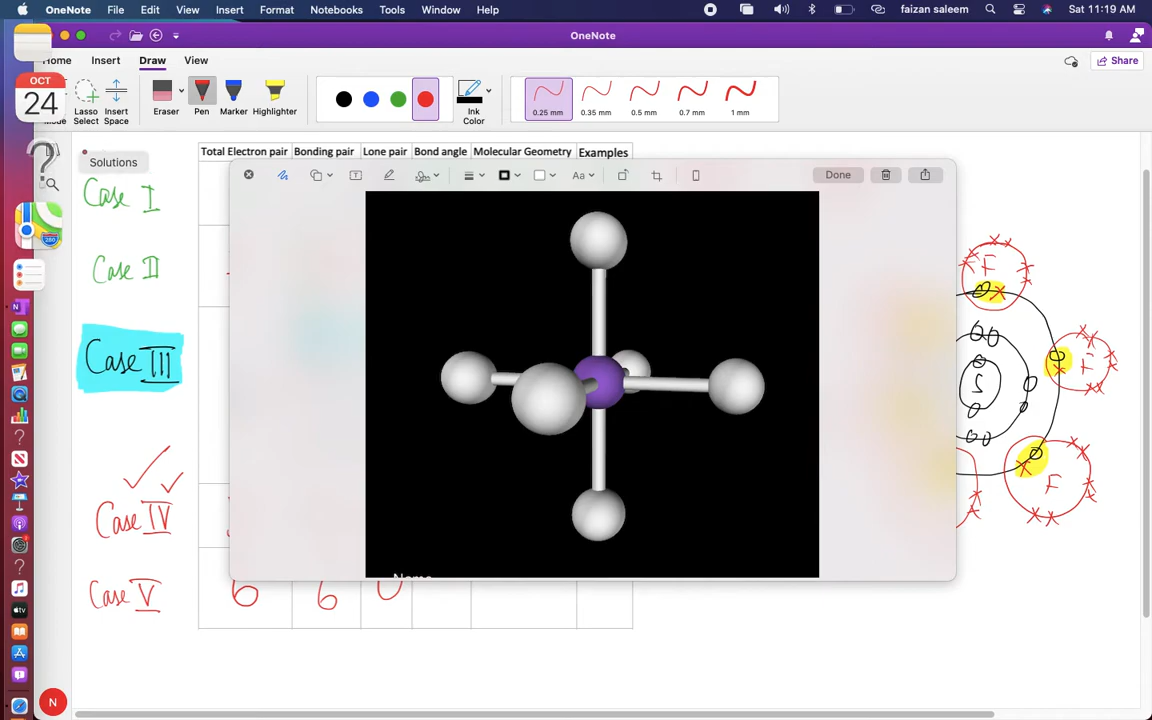 OneNote File Edit View Insert Format Notebooks Tools Window Help faizan saleem Sat 11:19 AM
OneNote
Home Insert Draw View Share
OCT
24
Lasso Select Insert Space Eraser Pen Marker Highlighter Ink Color 0.25 mm 0.35 mm 0.5 mm 0.7 mm 1 mm
Total Electron pair Bonding pair Lone pair Bond angle Molecular Geometry Examples
Solutions
Aa Done
Case I
Case II
Case III
Case IV
Case V 6 6 0
F
F
F
S
N
280